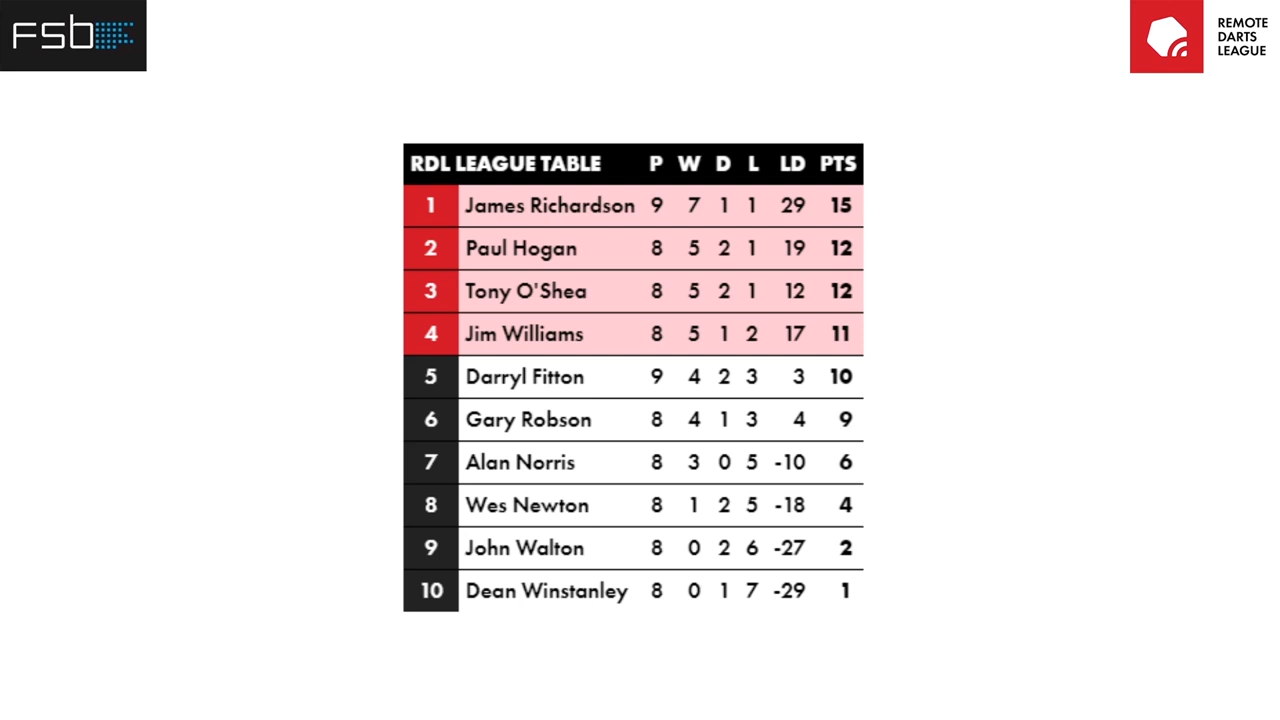 fsb
REMOTE
DARTS
LEAGUE
RDL LEAGUE TABLE P W D L LD PTS
1 James Richardson 9 7 1 1 29 15
2 Paul Hogan 8 5 2 1 19 12
3 Tony O'Shea 8 5 2 1 12 12
4 Jim Williams 8 5 1 2 17 11
5 Darryl Fitton 9 4 2 3 3 10
6 Gary Robson 8 4 1 3 4 9
7 Alan Norris 8 3 0 5 -10 6
8 Wes Newton 8 1 2 5 -18 4
9 John Walton 8 0 2 6 -27 2
10 Dean Winstanley 8 0 1 7 -29 1